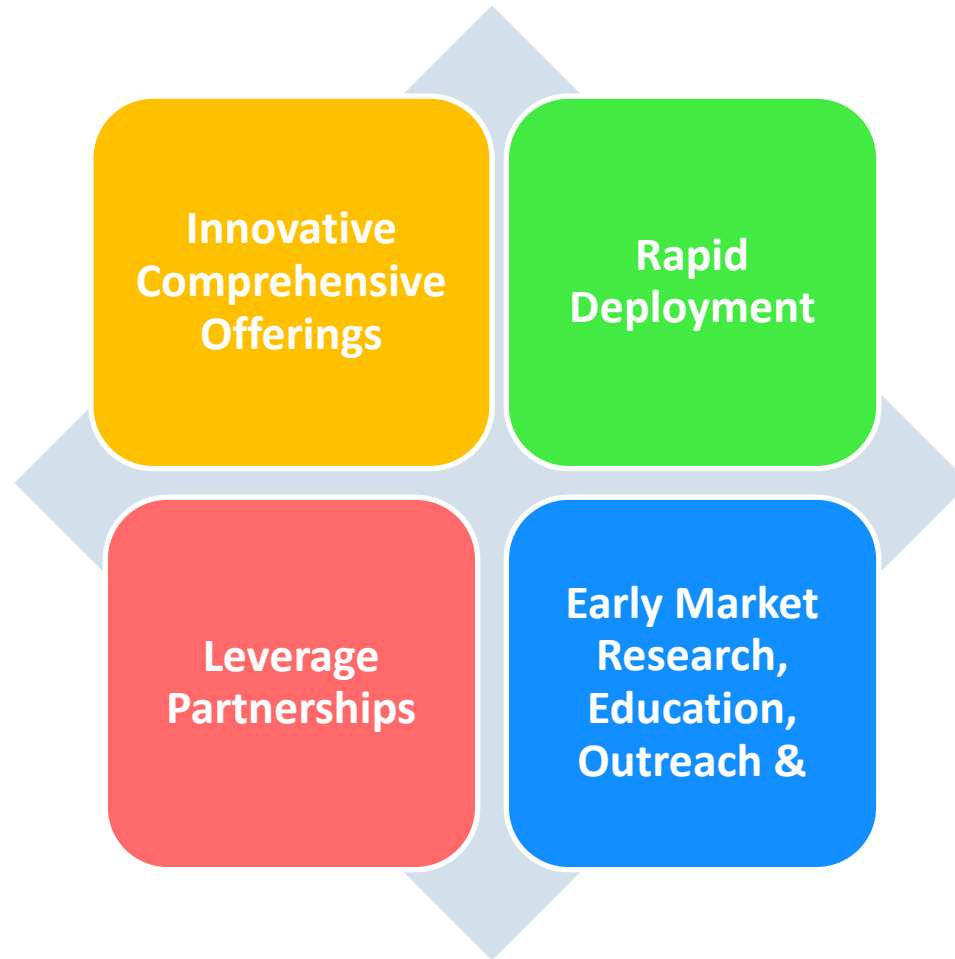 Innovative
Comprehensive
Offerings
Rapid
Deployment
Leverage
Partnerships
Early Market
Research,
Education,
Outreach &